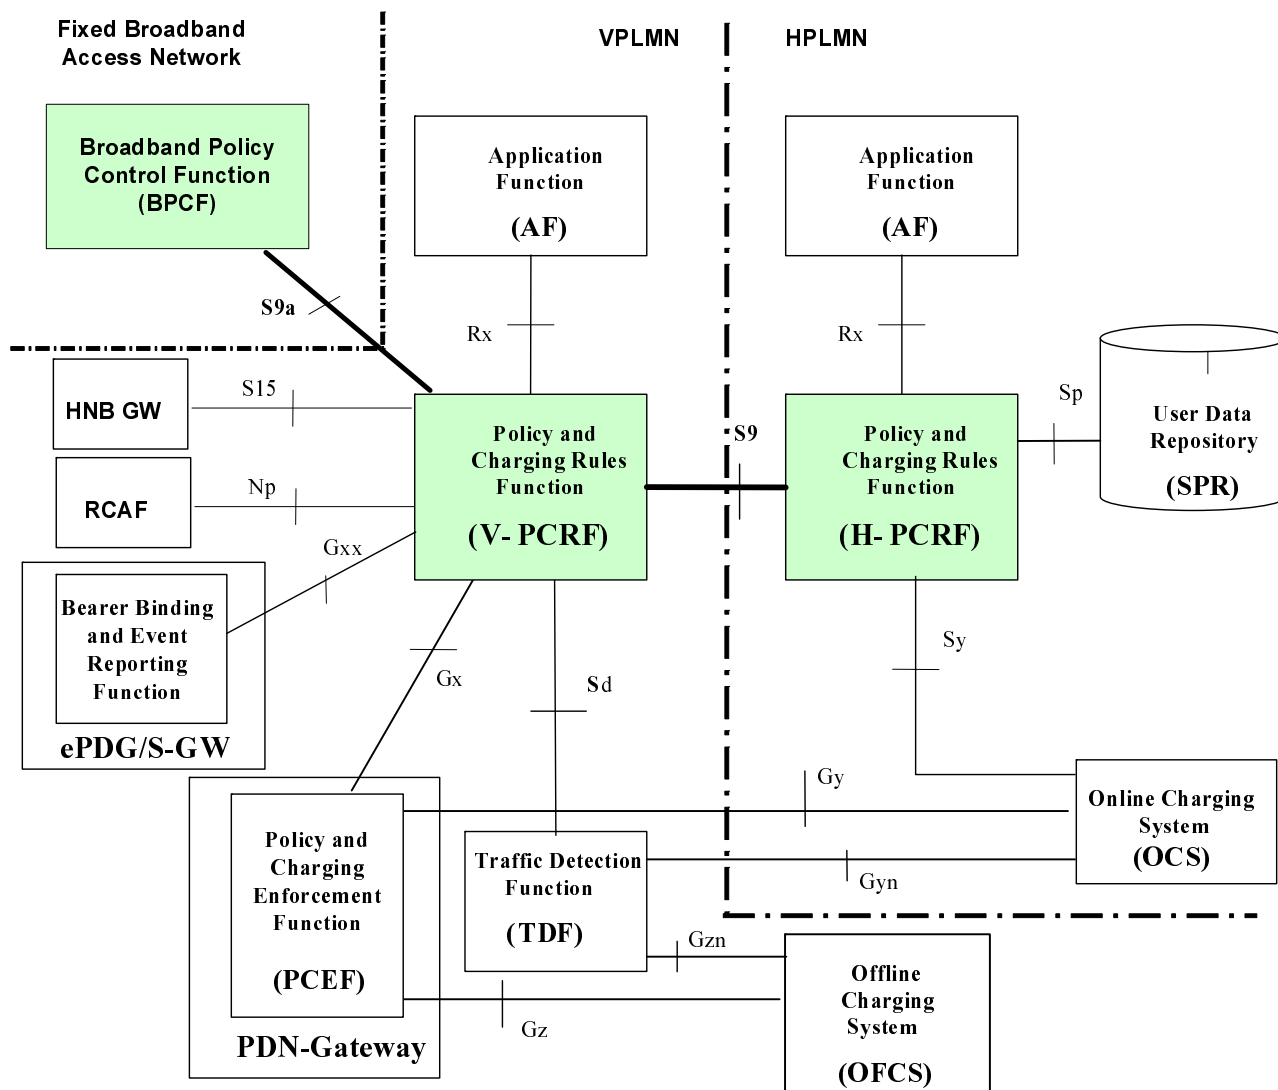 Fixed Broadband
Access Network
VPLMN
HPLMN
Broadband Policy
Control Function
(BPCF)
Application
Function
(AF)
Application
Function
(AF)
S9a
Rx
Rx
HNB GW
S15
Policy and
Charging Rules
Function
(V- PCRF)
S9
Policy and
Charging Rules
Function
(H- PCRF)
Sp
User Data
Repository
(SPR)
RCAF
Np
Gxx
Bearer Binding
and Event
Reporting
Function
ePDG/S-GW
Gx
Sd
Sy
Gy
Policy and
Charging
Enforcement
Function
(PCEF)
PDN-Gateway
Traffic Detection
Function
(TDF)
Online Charging
System
(OCS)
Gyn
Gzn
Gz
Offline
Charging
System
(OFCS)